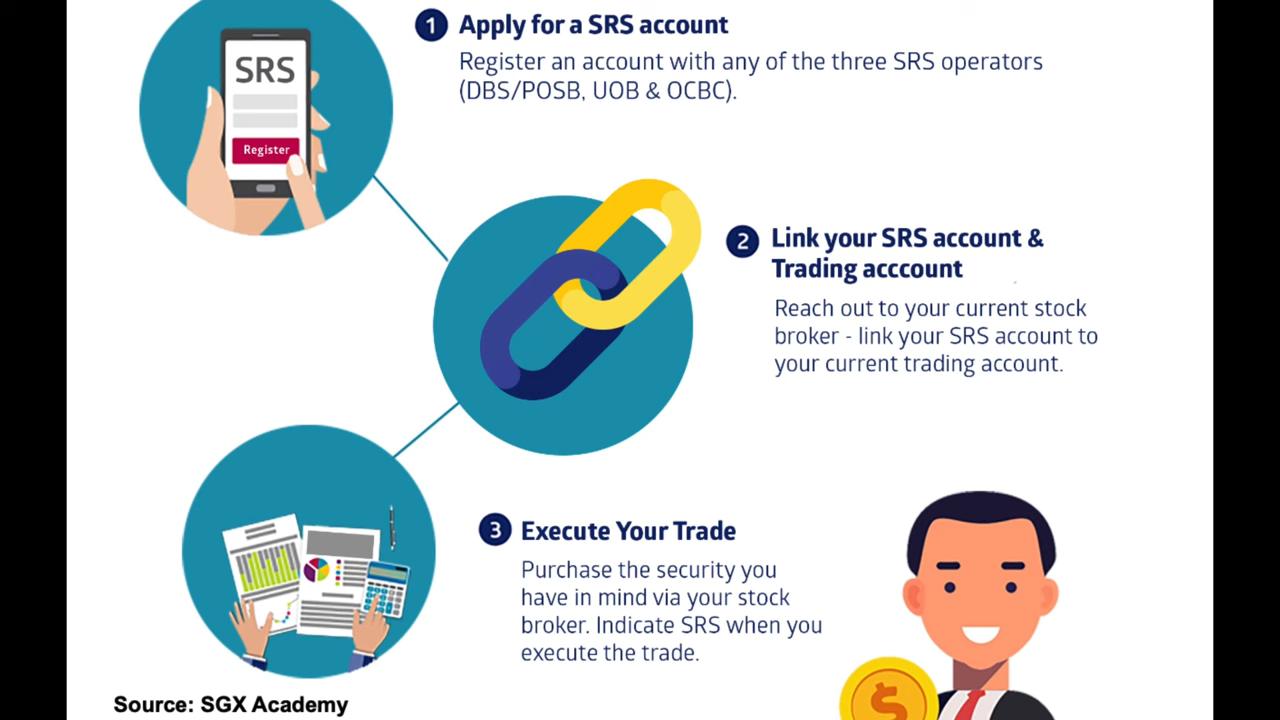 SRS
Register
1 Apply for a SRS account
Register an account with any of the three SRS operators
(DBS/POSB, UOB & OCBC).
2 Link your SRS account &
Trading acccount
Reach out to your current stock
broker - link your SRS account to
your current trading account.
3 Execute Your Trade
Purchase the security you
have in mind via your stock
broker. Indicate SRS when you
execute the trade.
$
Source: SGX Academy